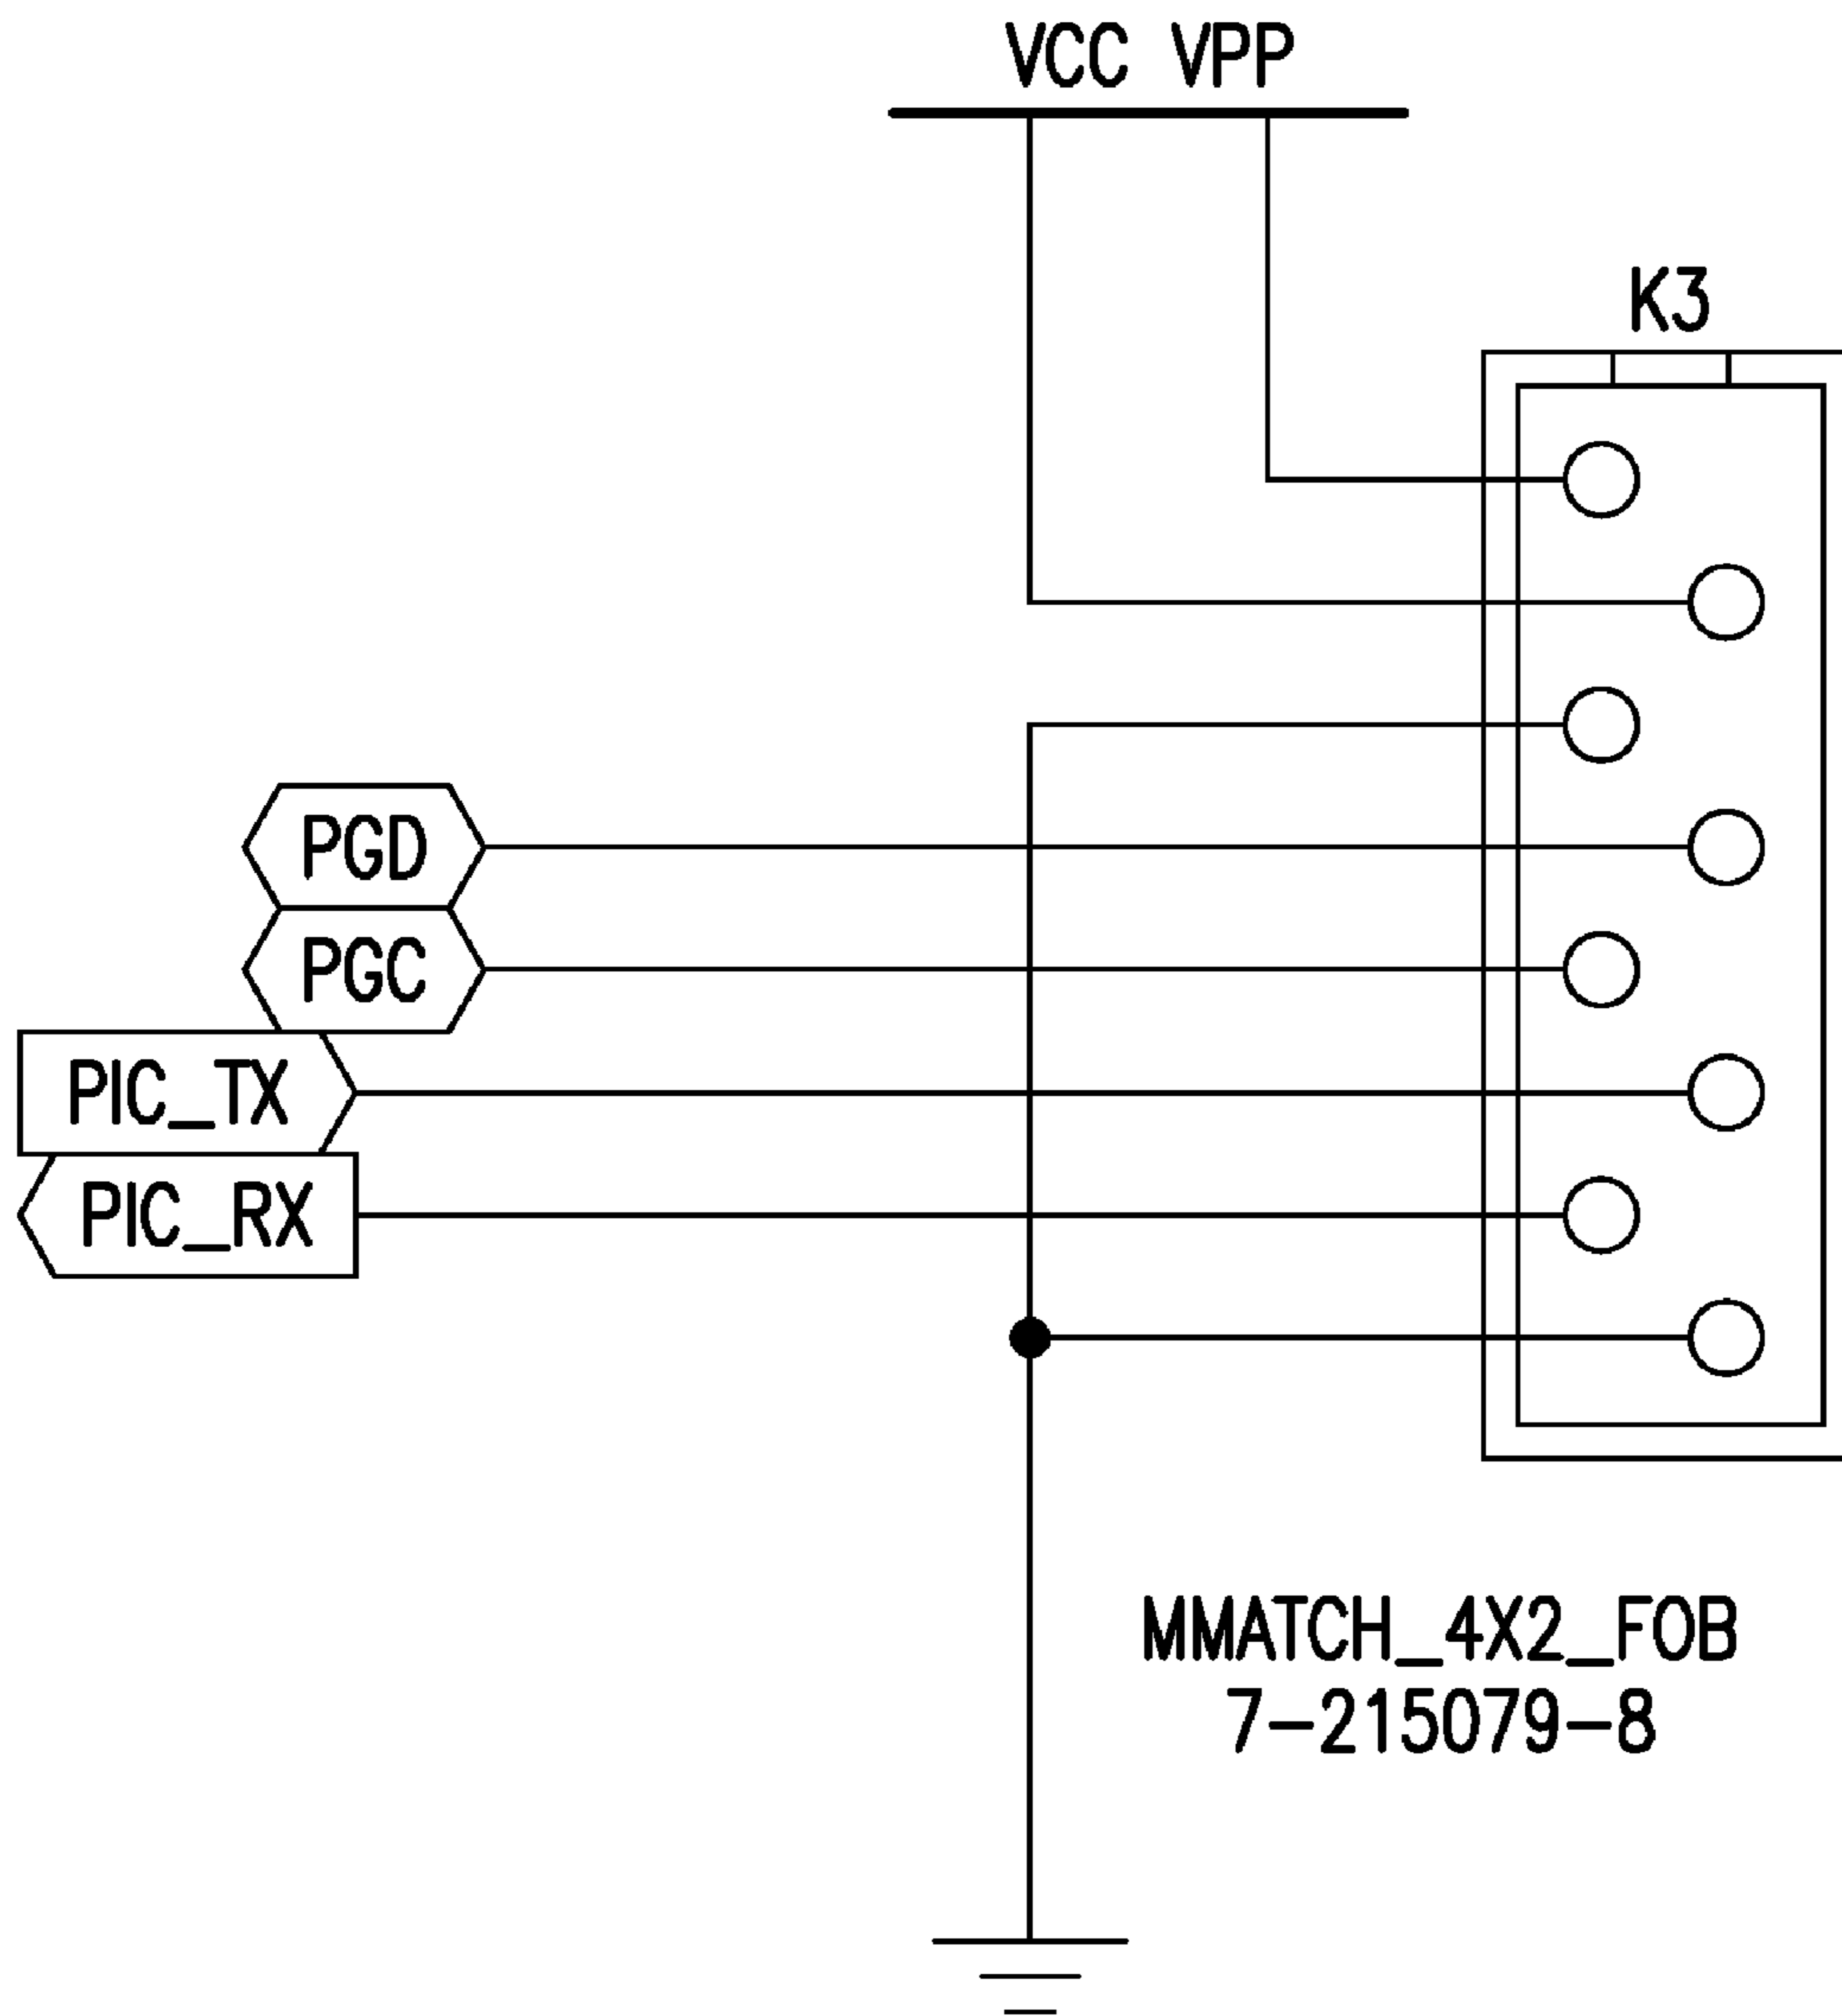 VCC VPP
K3
PGD
PGC
PIC_TX
PIC_RX
MMATCH_4X2_FOB
7-215079-8